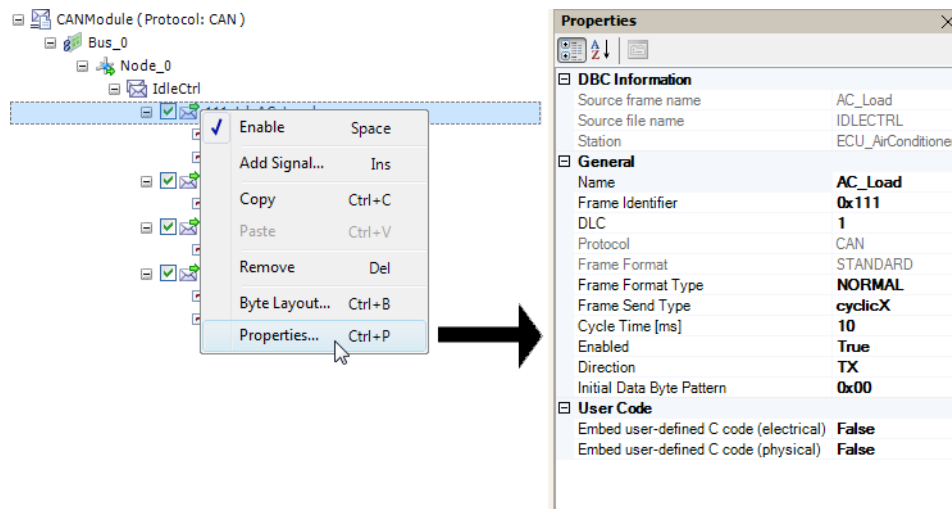 CANModule (Protocol: CAN )
Bus_0
Node_0
IdleCtrl
Enable Space
Add Signal... Ins
Copy Ctrl+C
Paste Ctrl+V
Remove Del
Byte Layout... Ctrl+B
Properties... Ctrl+P
Properties
DBC Information
Source frame name AC_Load
Source file name IDLECTRL
Station ECU_AirConditione
General
Name AC_Load
Frame Identifier 0x111
DLC 1
Protocol CAN
Frame Format STANDARD
Frame Format Type NORMAL
Frame Send Type cyclicX
Cycle Time [ms] 10
Enabled True
Direction TX
Initial Data Byte Pattern 0x00
User Code
Embed user-defined C code (electrical) False
Embed user-defined C code (physical) False